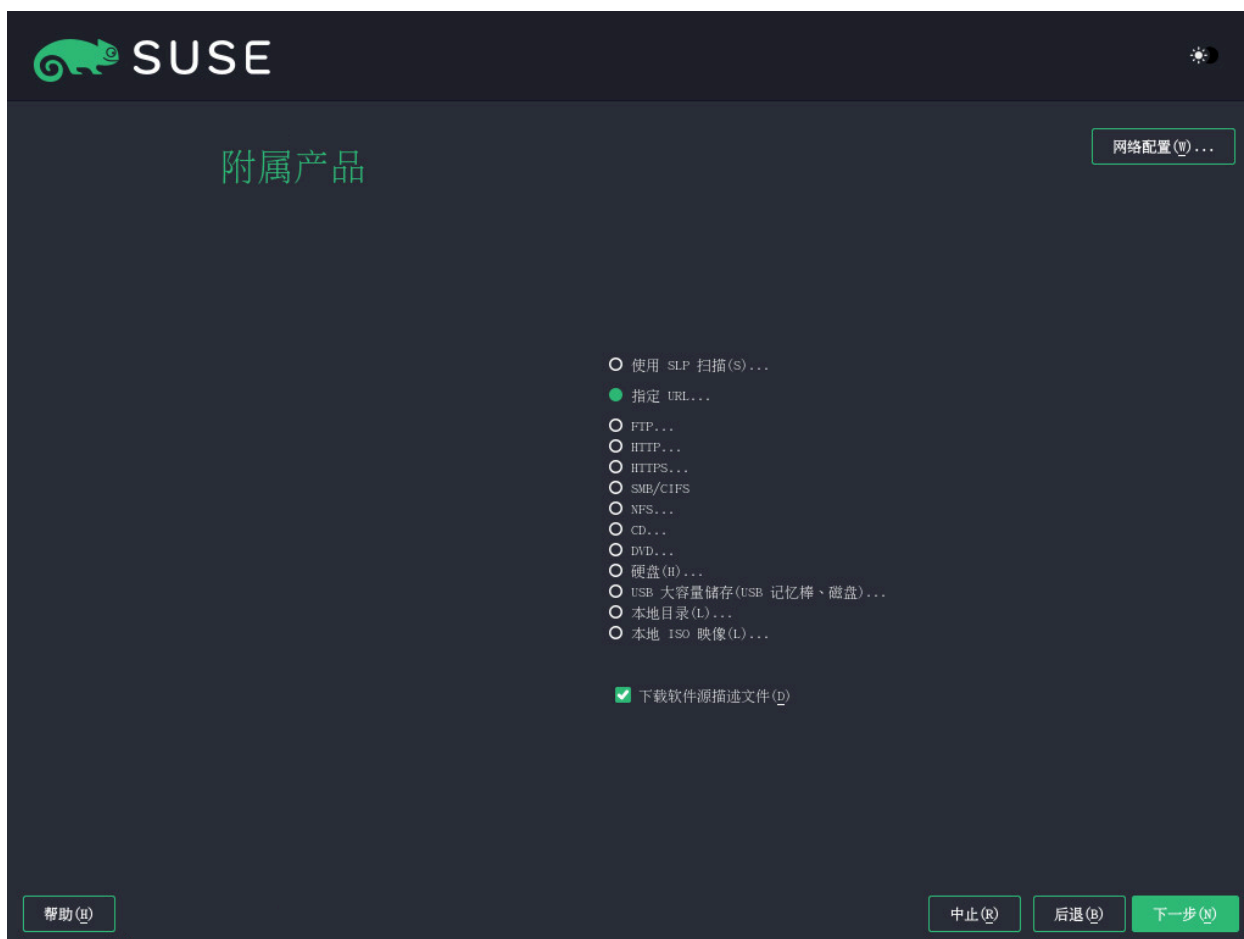 SUSE
附属产品
网络配置(W)...
使用 SLP 扫描(S)...
指定 URL...
FTP...
HTTP...
HTTPS...
SMB/CIFS
NFS...
CD...
DVD...
硬盘(H)...
USB 大容量储存(USB 记忆棒、磁盘)...
本地目录(L)...
本地 ISO 映像(L)...
下载软件源描述文件(D)
帮助(H)
中止(R)
后退(B)
下一步(N)